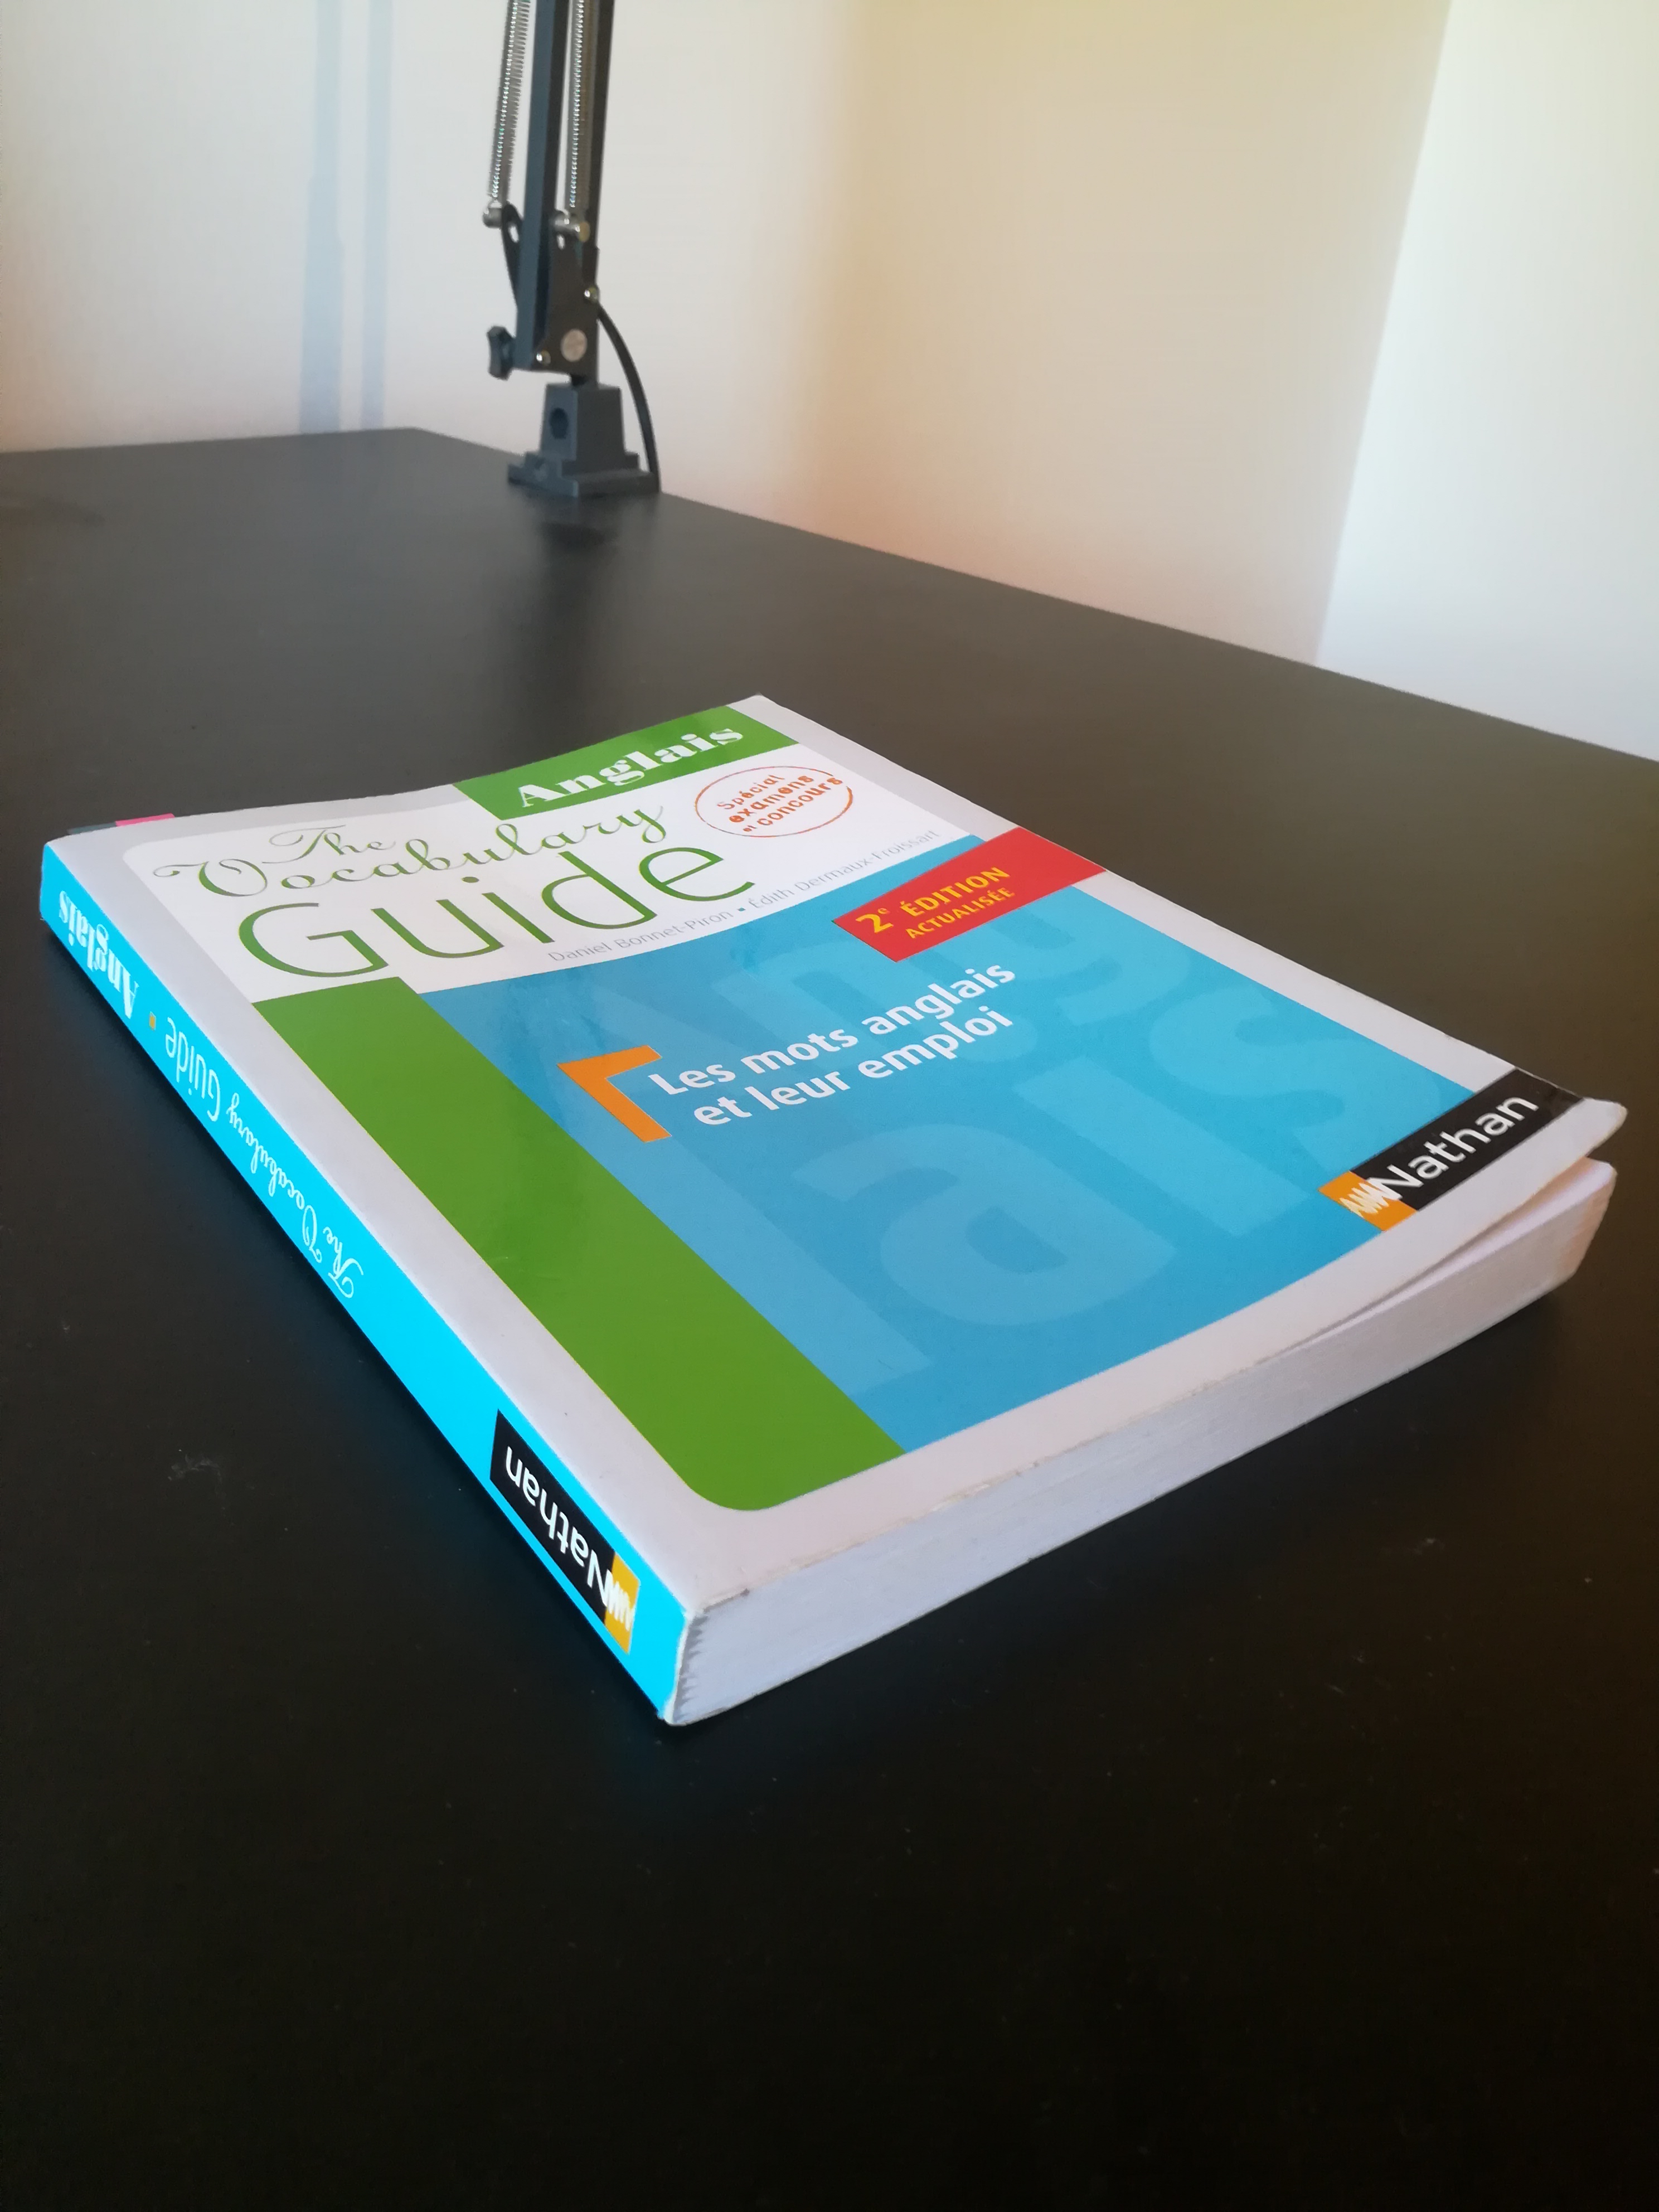 Anglais
The
Vocabulary
Guide
Spécial
examens
et concours
Daniel Bonnet-Piron • Édith Dermaux-Froissart
2e ÉDITION
ACTUALISÉE
Les mots anglais
et leur emploi
Anglais
Nathan
The Vocabulary Guide • Anglais
Nathan